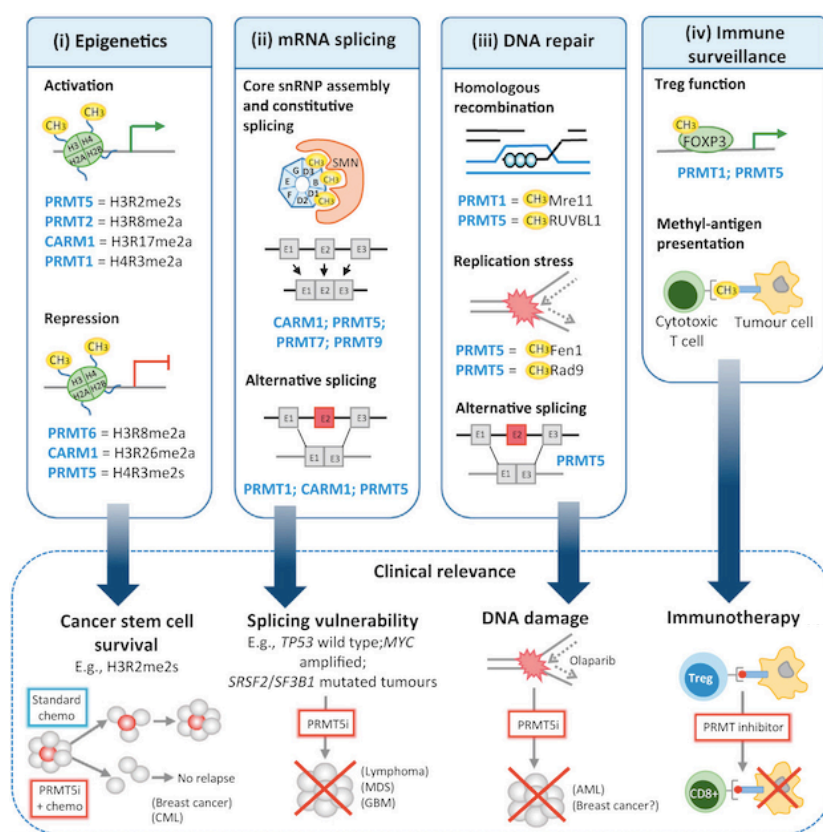 (i) Epigenetics
Activation
CH3
CH3
H3 H4
H2A H2B
PRMT5 = H3R2me2s
PRMT2 = H3R8me2a
CARM1 = H3R17me2a
PRMT1 = H4R3me2a
Repression
CH3
CH3
H3 H4
H2A H2B
PRMT6 = H3R8me2a
CARM1 = H3R26me2a
PRMT5 = H4R3me2s
(ii) mRNA splicing
Core snRNP assembly
and constitutive
splicing
SMN
CH3
CH3
CH3
G D3
E B
F D1
D2
E1 E2 E3
E1 E2 E3
CARM1; PRMT5;
PRMT7; PRMT9
Alternative splicing
E1 E2 E3
E1 E3
PRMT1; CARM1; PRMT5
(iii) DNA repair
Homologous
recombination
PRMT1 = CH3 Mre11
PRMT5 = CH3 RUVBL1
Replication stress
PRMT5 = CH3 Fen1
PRMT5 = CH3 Rad9
Alternative splicing
E1 E2 E3
E1 E3
PRMT5
(iv) Immune
surveillance
Treg function
CH3
FOXP3
PRMT1; PRMT5
Methyl-antigen
presentation
CH3
Cytotoxic
T cell
Tumour cell
Clinical relevance
Cancer stem cell
survival
E.g., H3R2me2s
Standard
chemo
PRMT5i
+ chemo
No relapse
(Breast cancer)
(CML)
Splicing vulnerability
E.g., TP53 wild type;MYC
amplified;
SRSF2/SF3B1 mutated tumours
PRMT5i
(Lymphoma)
(MDS)
(GBM)
DNA damage
Olaparib
PRMT5i
(AML)
(Breast cancer?)
Immunotherapy
Treg
PRMT inhibitor
CD8+